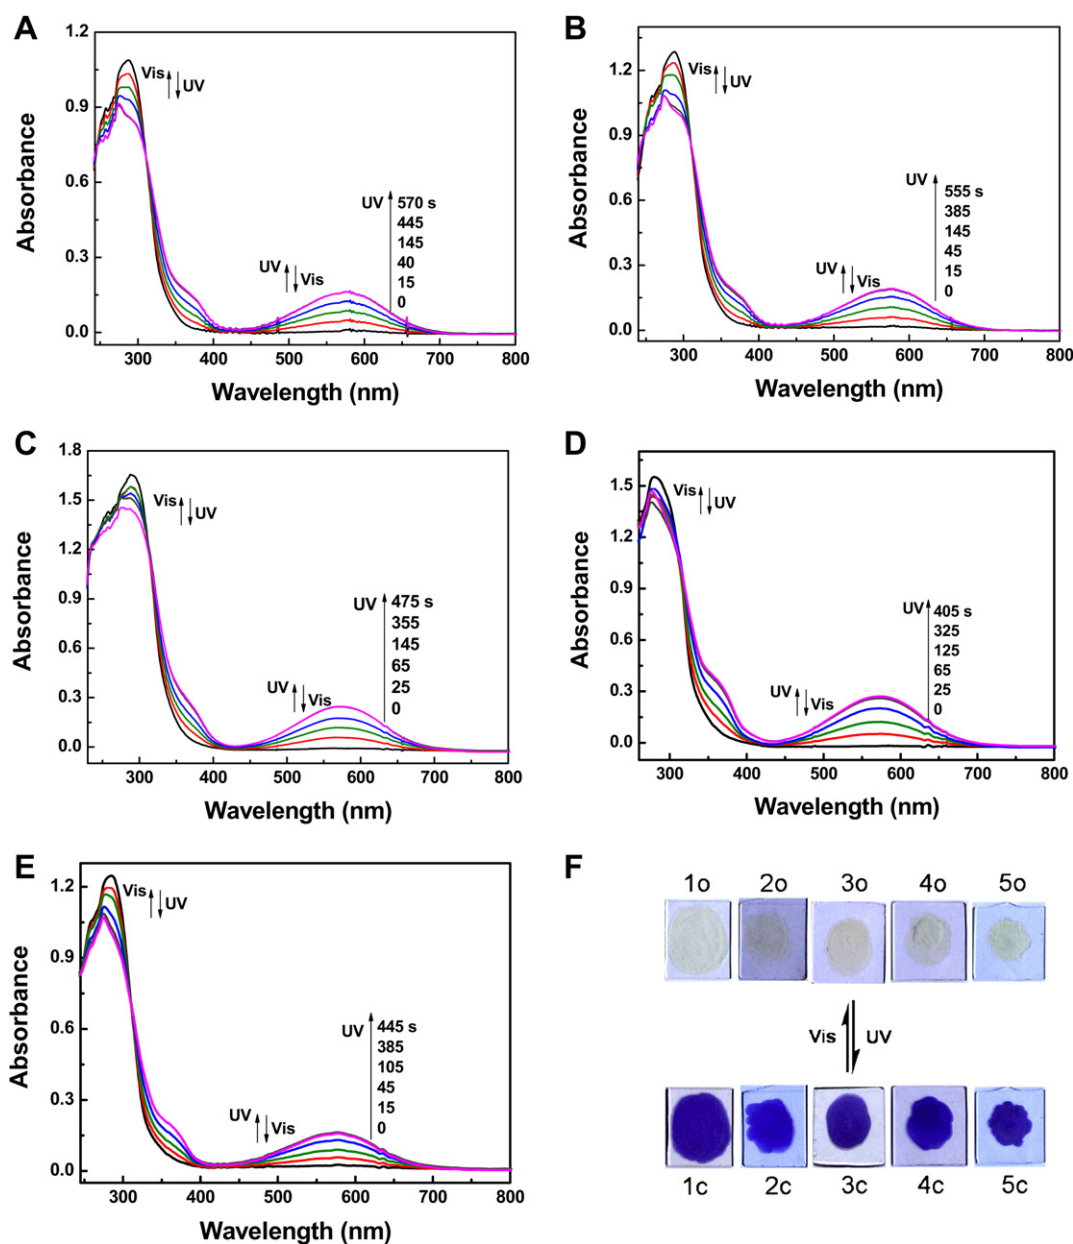 A
Absorbance
1.2
0.9
0.6
0.3
0.0
Vis UV
UV 570 s
445
145
40
15
0
UV Vis
300 400 500 600 700 800
Wavelength (nm)
B
Absorbance
1.2
0.9
0.6
0.3
0.0
Vis UV
UV 555 s
385
145
45
15
0
UV Vis
300 400 500 600 700 800
Wavelength (nm)
C
Absorbance
1.8
1.5
1.2
0.9
0.6
0.3
0.0
Vis UV
UV 475 s
355
145
65
25
0
UV Vis
300 400 500 600 700 800
Wavelength (nm)
D
Absorbance
1.5
1.2
0.9
0.6
0.3
0.0
Vis UV
UV 405 s
325
125
65
25
0
UV Vis
300 400 500 600 700 800
Wavelength (nm)
E
Absorbance
1.2
0.9
0.6
0.3
0.0
Vis UV
UV 445 s
385
105
45
15
0
UV Vis
300 400 500 600 700 800
Wavelength (nm)
F
1o 2o 3o 4o 5o
Vis UV
1c 2c 3c 4c 5c